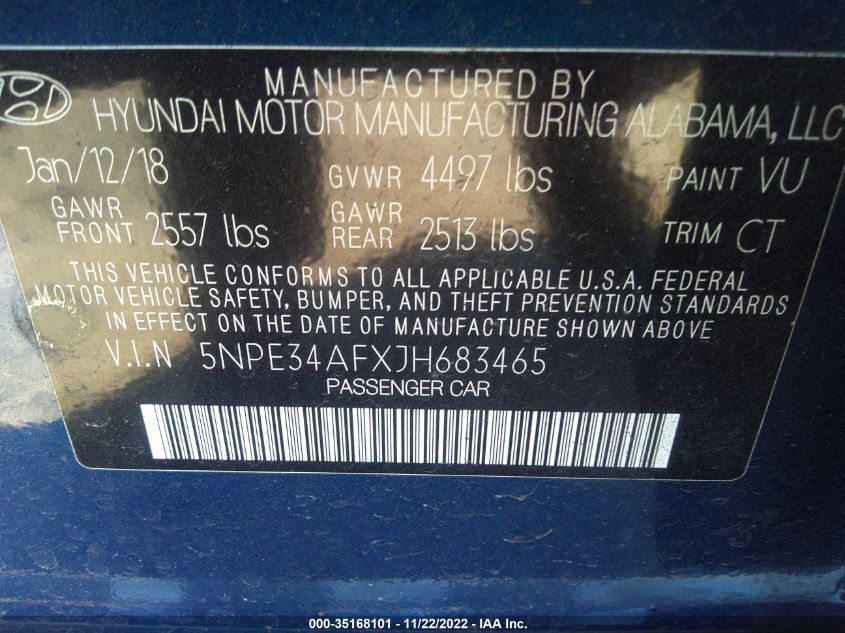 MANUFACTURED BY
HYUNDAI MOTOR MANUFACTURING ALABAMA, LLC
Jan/12/18 GVWR 4497 lbs PAINT VU
GAWR FRONT 2557 lbs GAWR REAR 2513 lbs TRIM CT
THIS VEHICLE CONFORMS TO ALL APPLICABLE U.S.A. FEDERAL
MOTOR VEHICLE SAFETY, BUMPER, AND THEFT PREVENTION STANDARDS
IN EFFECT ON THE DATE OF MANUFACTURE SHOWN ABOVE
V.I.N 5NPE34AFXJH683465
PASSENGER CAR
000-35168101 - 11/22/2022 - IAA Inc.